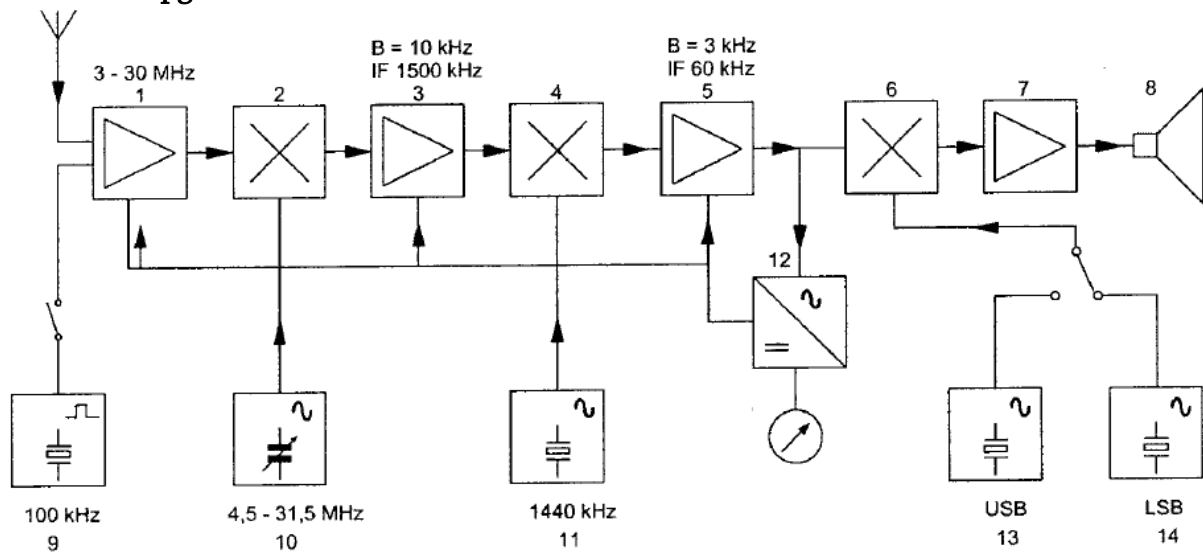 B = 10 kHz
IF 1500 kHz
B = 3 kHz
IF 60 kHz
3 - 30 MHz
1
2
3
4
5
6
7
8
12
100 kHz
9
4,5 - 31,5 MHz
10
1440 kHz
11
USB
13
LSB
14